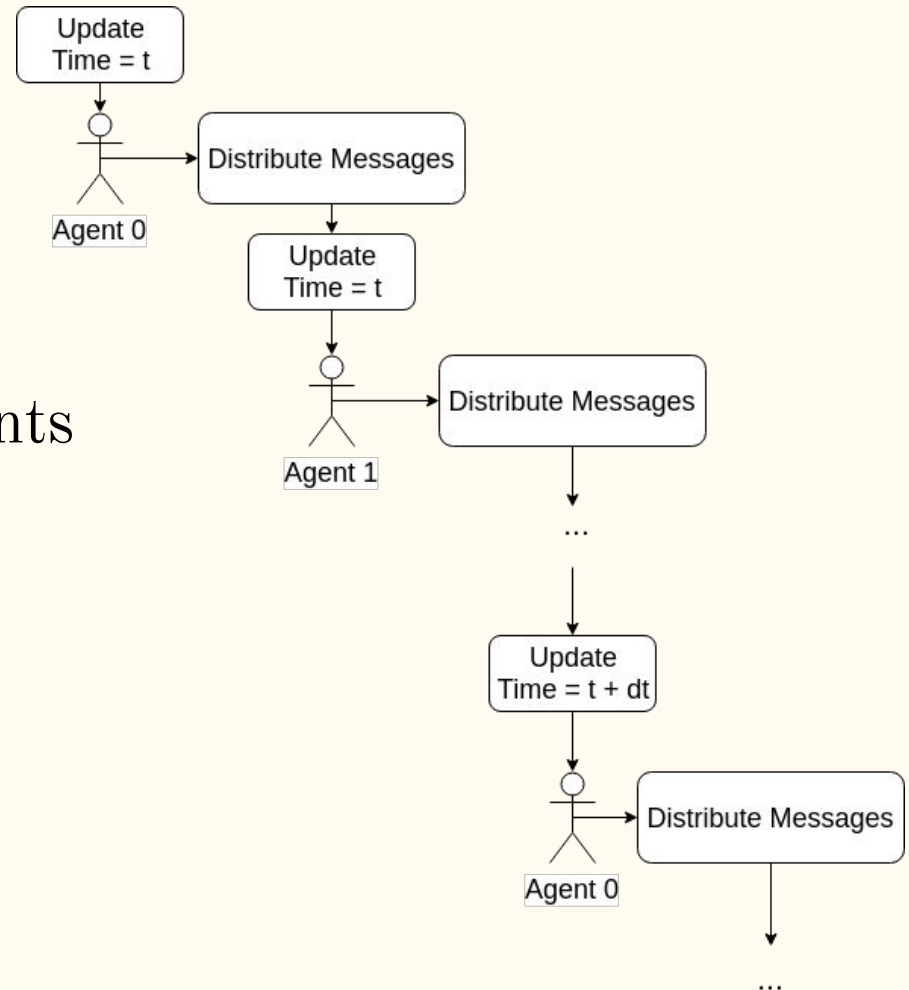 Update
Time = t
Distribute Messages
Agent 0
Update
Time = t
Distribute Messages
nts
Agent 1
...
Update
Time = t + dt
Distribute Messages
Agent 0
...